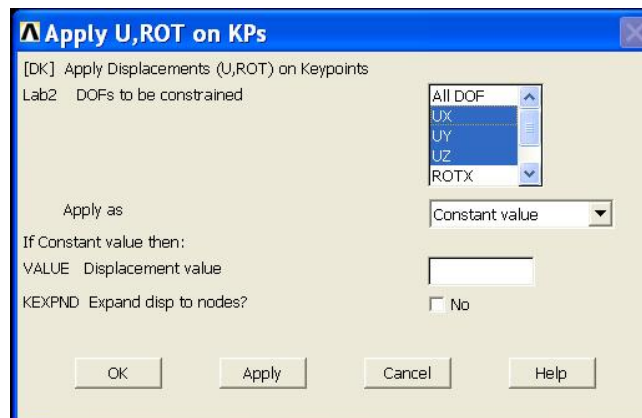 Apply U,ROT on KPs
[DK] Apply Displacements (U,ROT) on Keypoints
Lab2 DOFs to be constrained
All DOF
UX
UY
UZ
ROTX
Apply as
Constant value
If Constant value then:
VALUE Displacement value
KEXPND Expand disp to nodes?
No
OK Apply Cancel Help